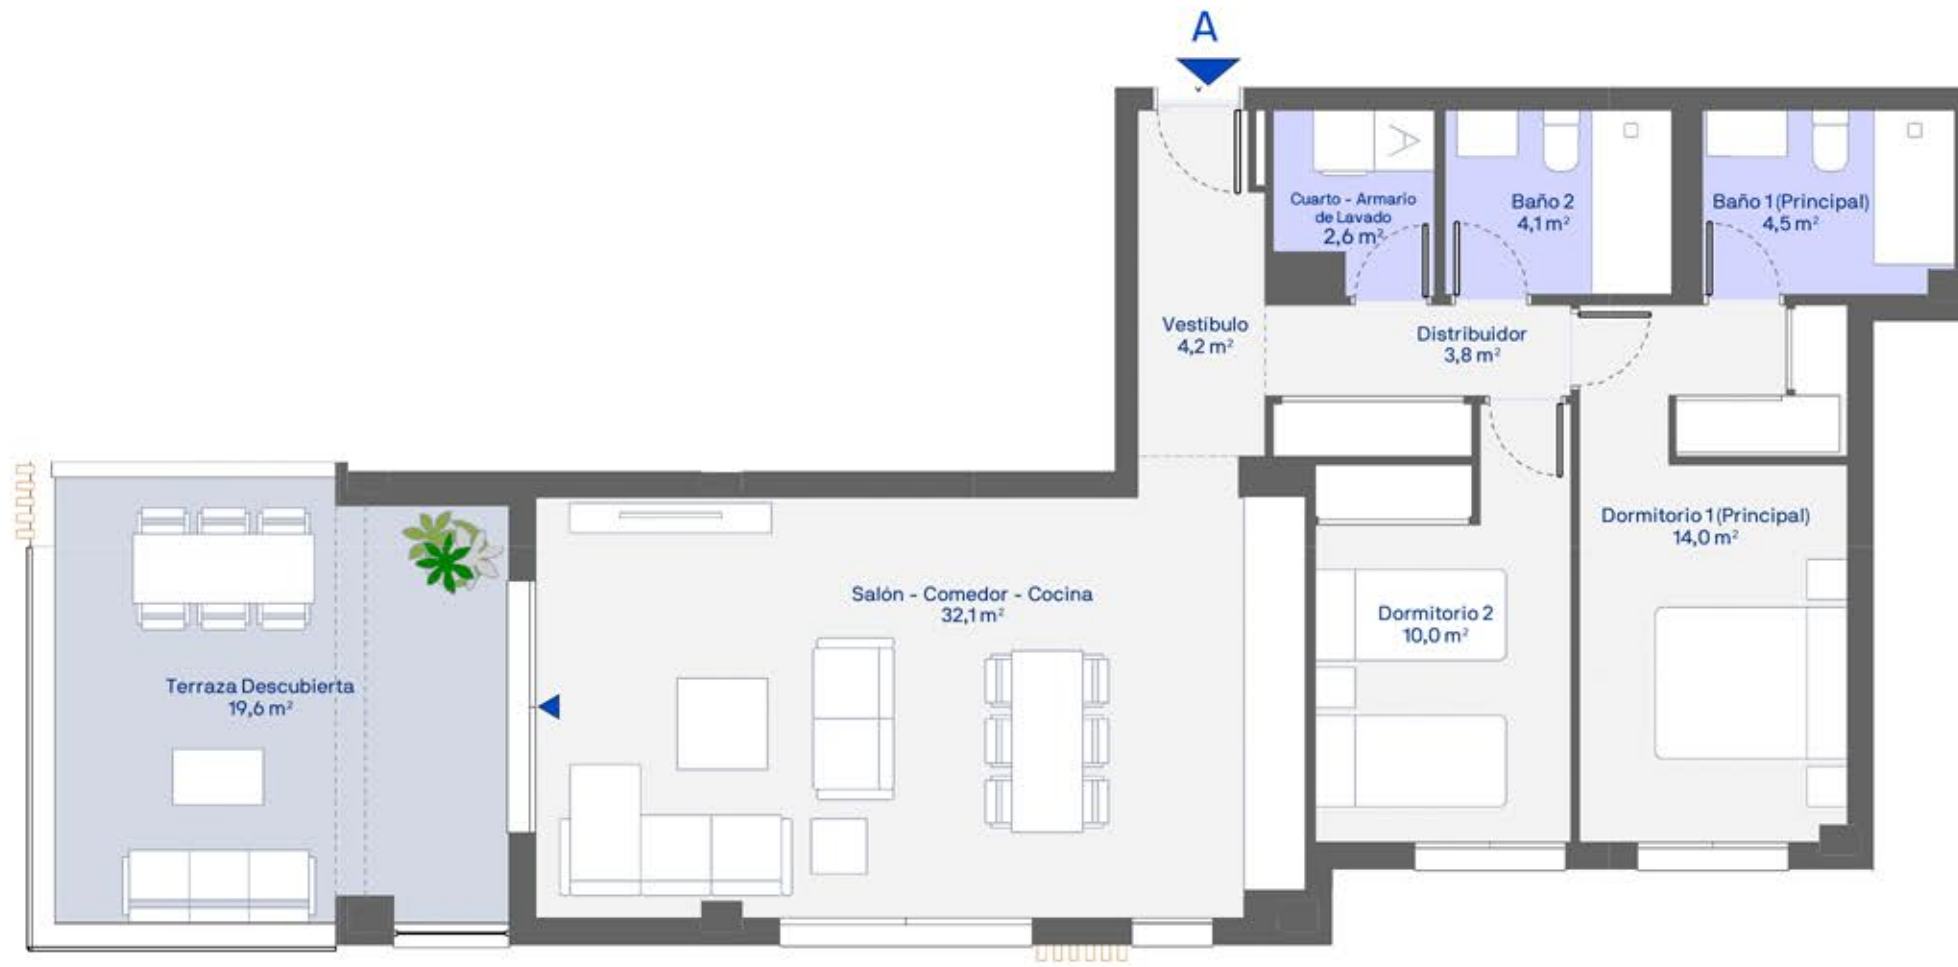 A
Cuarto - Armario
de Lavado
2,6 m²
Baño 2
4,1 m²
Baño 1 (Principal)
4,5 m²
Vestíbulo
4,2 m²
Distribuidor
3,8 m²
Dormitorio 1 (Principal)
14,0 m²
Salón - Comedor - Cocina
32,1 m²
Dormitorio 2
10,0 m²
Terraza Descubierta
19,6 m²